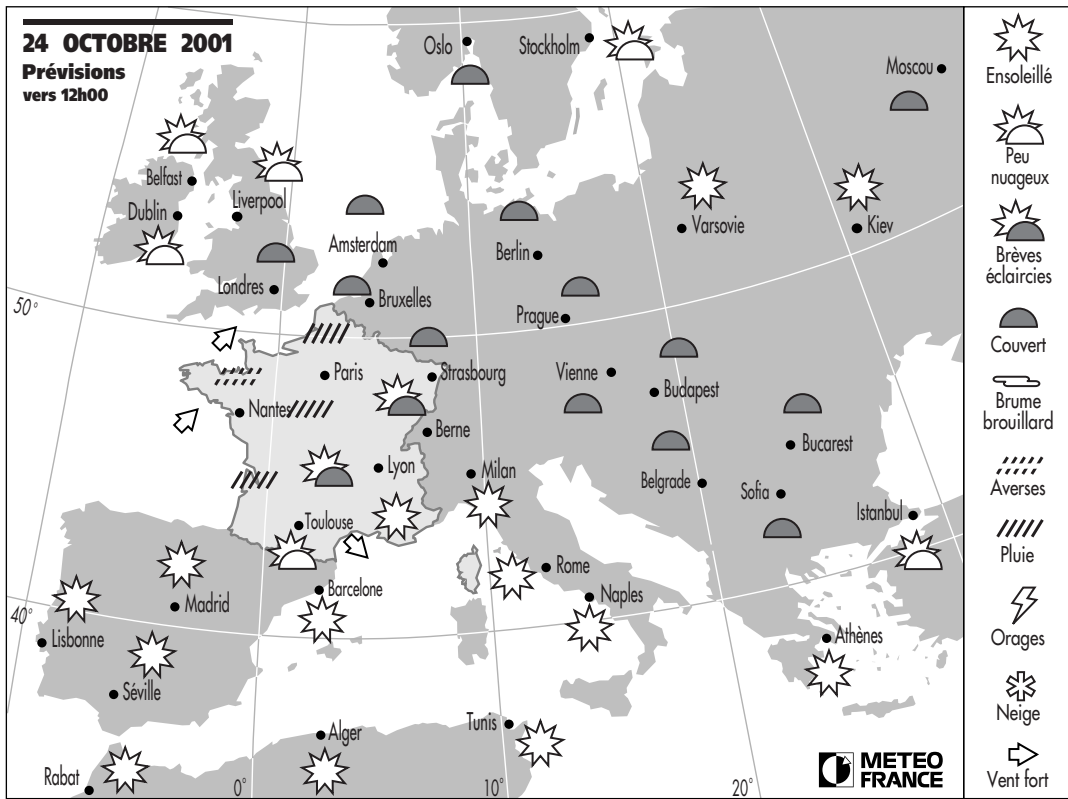 24 OCTOBRE 2001
Prévisions
vers 12h00
Oslo
Stockholm
Moscou
Belfast
Dublin
Liverpool
Amsterdam
Londres
Bruxelles
Berlin
Varsovie
Kiev
50°
Prague
Paris
Strasbourg
Vienne
Budapest
Nantes
Berne
Bucarest
Lyon
Milan
Belgrade
Sofia
Istanbul
Toulouse
Rome
Barcelone
Naples
Madrid
40°
Lisbonne
Athènes
Séville
Tunis
Alger
Rabat
0°
10°
20°
METEO
FRANCE
Ensoleillé
Peu
nuageux
Brèves
éclaircies
Couvert
Brume
brouillard
Averses
Pluie
Orages
Neige
Vent fort